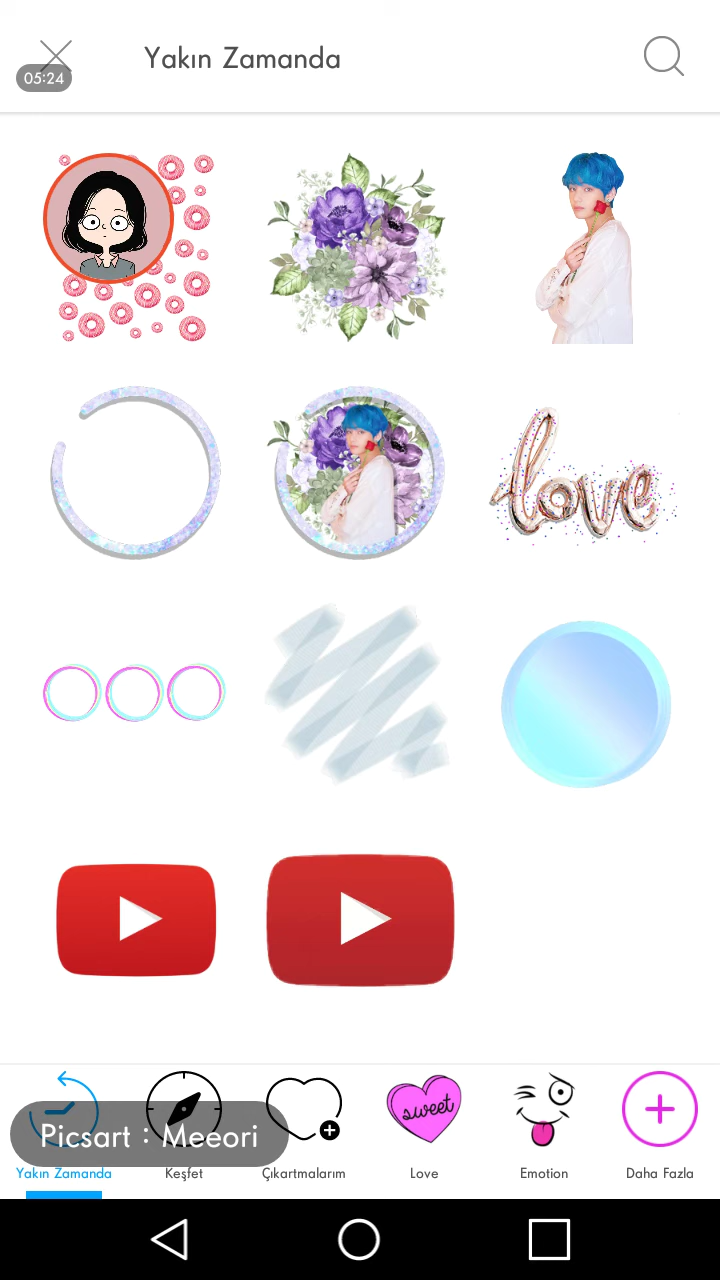 Yakın Zamanda
05:24
love
sweet
Picsart : Meeori
Yakın Zamanda
Keşfet
Çıkartmalarım
Love
Emotion
Daha Fazla